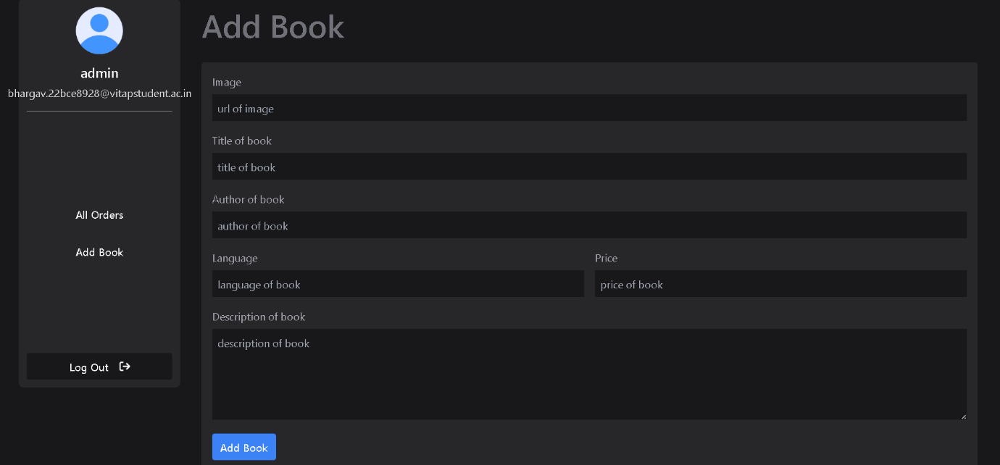 admin
bhargav.22bce8928@vitapstudent.ac.in
All Orders
Add Book
Log Out
Add Book
Image
url of image
Title of book
title of book
Author of book
author of book
Language
language of book
Price
price of book
Description of book
description of book
Add Book